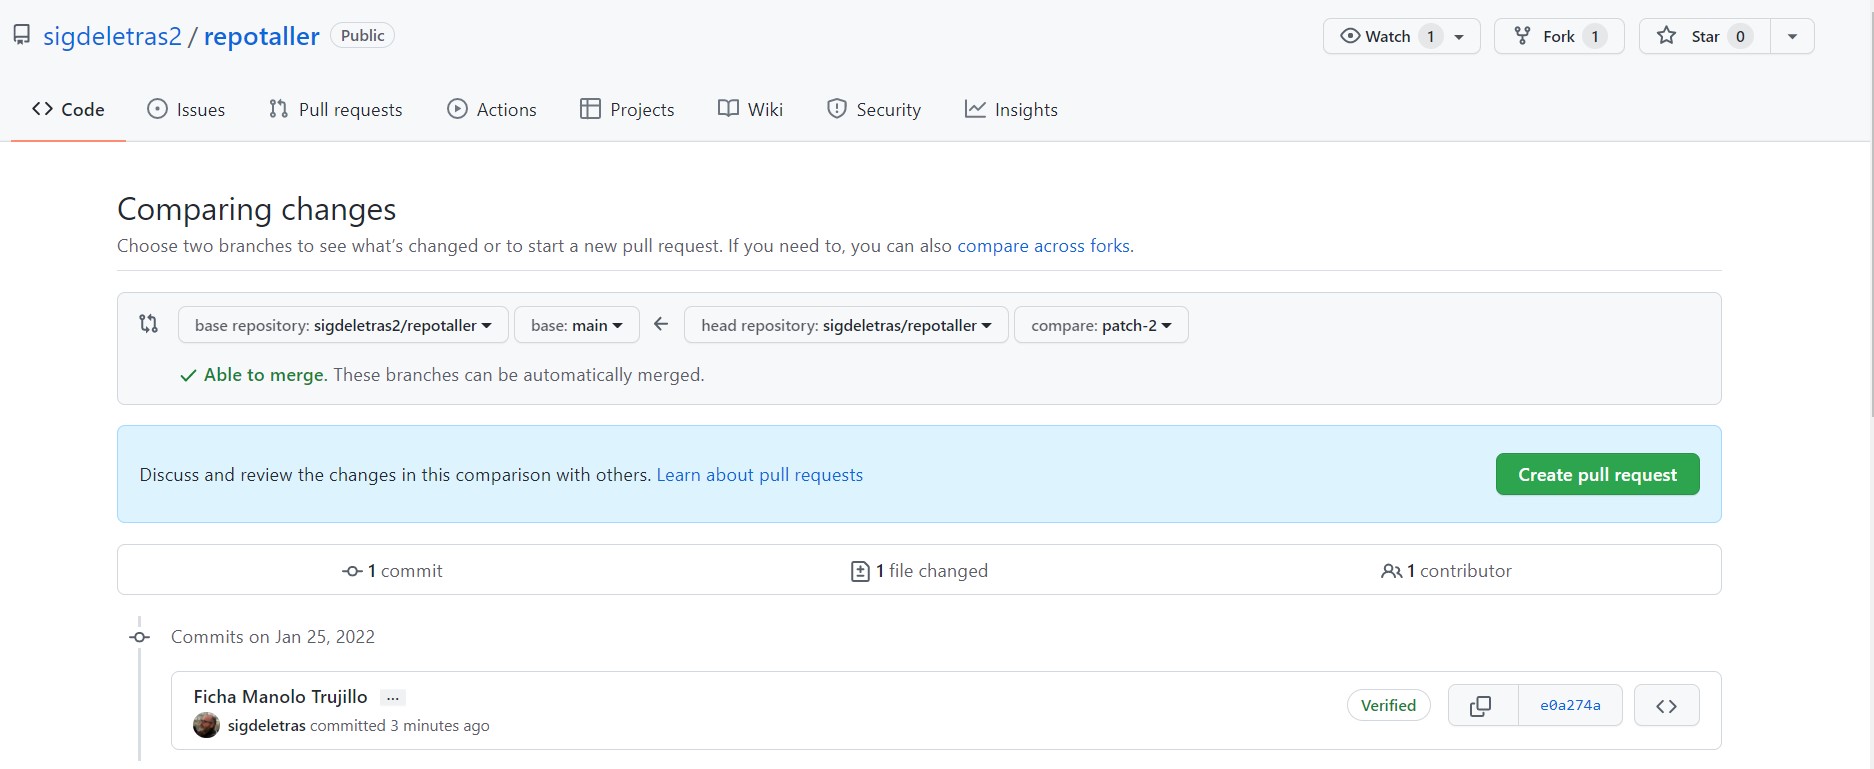 sigdeletras2 / repotaller Public
Watch 1 Fork 1 Star 0
Code Issues Pull requests Actions Projects Wiki Security Insights
Comparing changes
Choose two branches to see what's changed or to start a new pull request. If you need to, you can also compare across forks.
base repository: sigdeletras2/repotaller base: main head repository: sigdeletras/repotaller compare: patch-2
Able to merge. These branches can be automatically merged.
Discuss and review the changes in this comparison with others. Learn about pull requests
Create pull request
1 commit 1 file changed 1 contributor
Commits on Jan 25, 2022
Ficha Manolo Trujillo ...
sigdeletras committed 3 minutes ago
Verified e0a274a